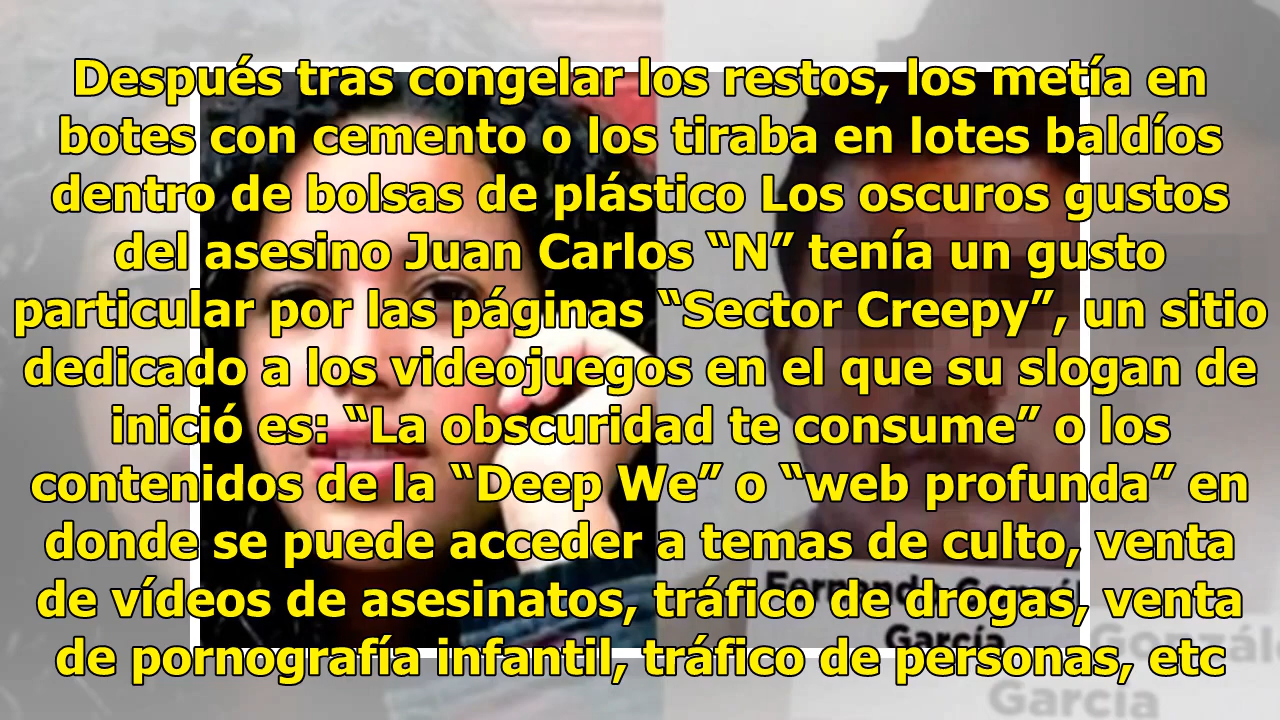 Después tras congelar los restos, los metía en
botes con cemento o los tiraba en lotes baldíos
dentro de bolsas de plástico Los oscuros gustos
del asesino Juan Carlos “N” tenía un gusto
particular por las páginas “Sector Creepy”, un sitio
dedicado a los videojuegos en el que su slogan de
inició es: “La obscuridad te consume” o los
contenidos de la “Deep We” o “web profunda” en
donde se puede acceder a temas de culto, venta
de vídeos de asesinatos, tráfico de drogas, venta
de pornografía infantil, tráfico de personas, etc
García
García